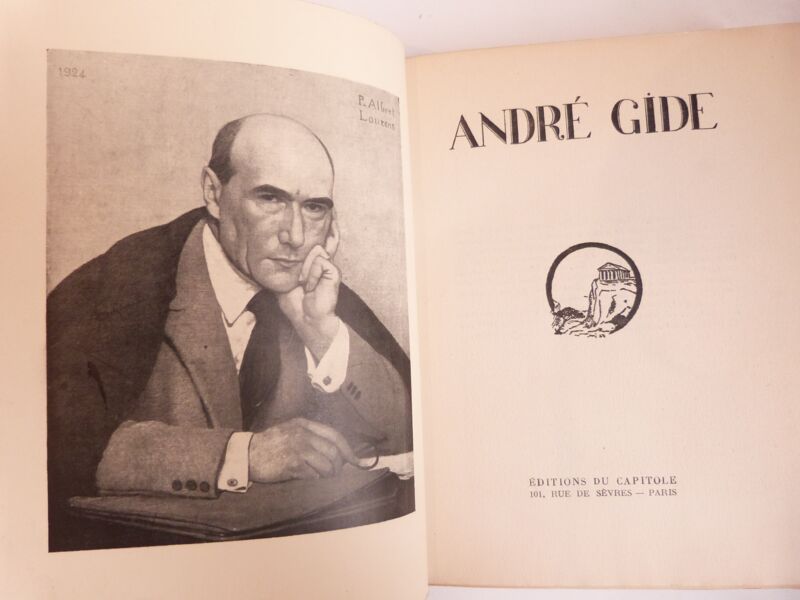 1924
P. Albert
Laurens
ANDRÉ GIDE
ÉDITIONS DU CAPITOLE
101, RUE DE SÈVRES — PARIS